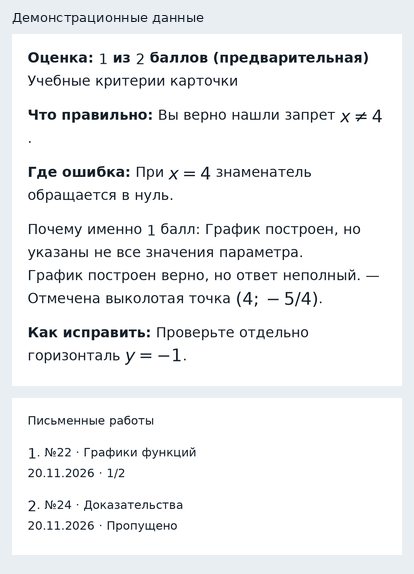 Демонстрационные данные
Оценка: 1 из 2 баллов (предварительная)
Учебные критерии карточки
Что правильно: Вы верно нашли запрет x ≠ 4
.
Где ошибка: При x = 4 знаменатель
обращается в нуль.
Почему именно 1 балл: График построен, но
указаны не все значения параметра.
График построен верно, но ответ неполный. —
Отмечена выколотая точка (4; −5/4).
Как исправить: Проверьте отдельно
горизонталь y = −1.
Письменные работы
1. №22 · Графики функций
20.11.2026 · 1/2
2. №24 · Доказательства
20.11.2026 · Пропущено